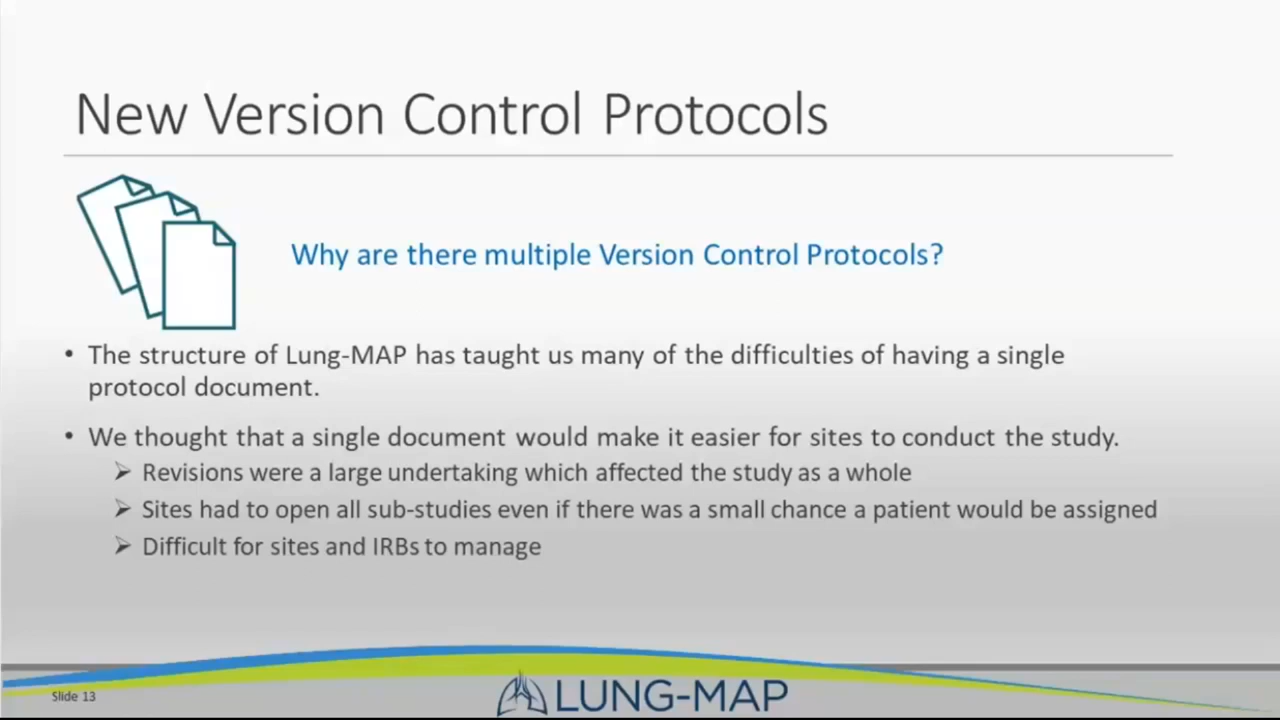 New Version Control Protocols
Why are there multiple Version Control Protocols?
• The structure of Lung-MAP has taught us many of the difficulties of having a single
protocol document.
• We thought that a single document would make it easier for sites to conduct the study.
➢ Revisions were a large undertaking which affected the study as a whole
➢ Sites had to open all sub-studies even if there was a small chance a patient would be assigned
➢ Difficult for sites and IRBs to manage
Slide 13
LUNG-MAP